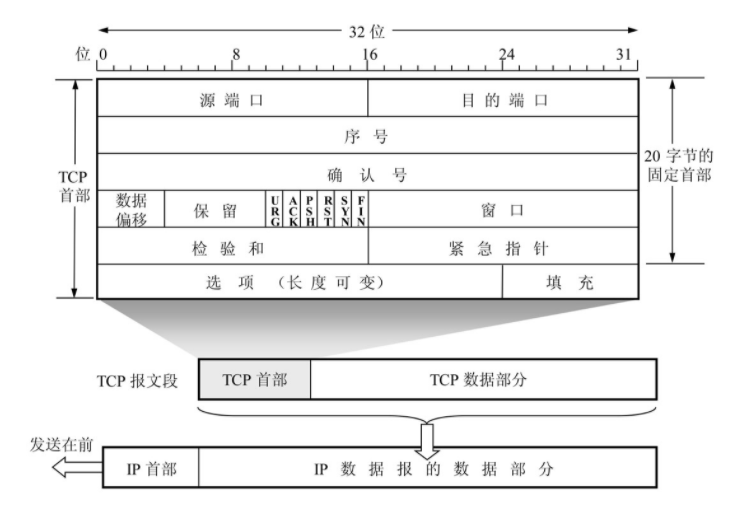 32 位
位 0 8 16 24 31
源 端 口 目 的 端 口
序 号
TCP
首部
确 认 号
20 字节的
固定首部
数据
偏移
保 留
URG
ACK
PSH
RST
SYN
FIN
窗 口
检 验 和 紧 急 指 针
选 项 (长 度 可 变) 填 充
TCP 报文段 TCP 首部 TCP 数据部分
发送在前
IP 首部 IP 数 据 报 的 数 据 部 分